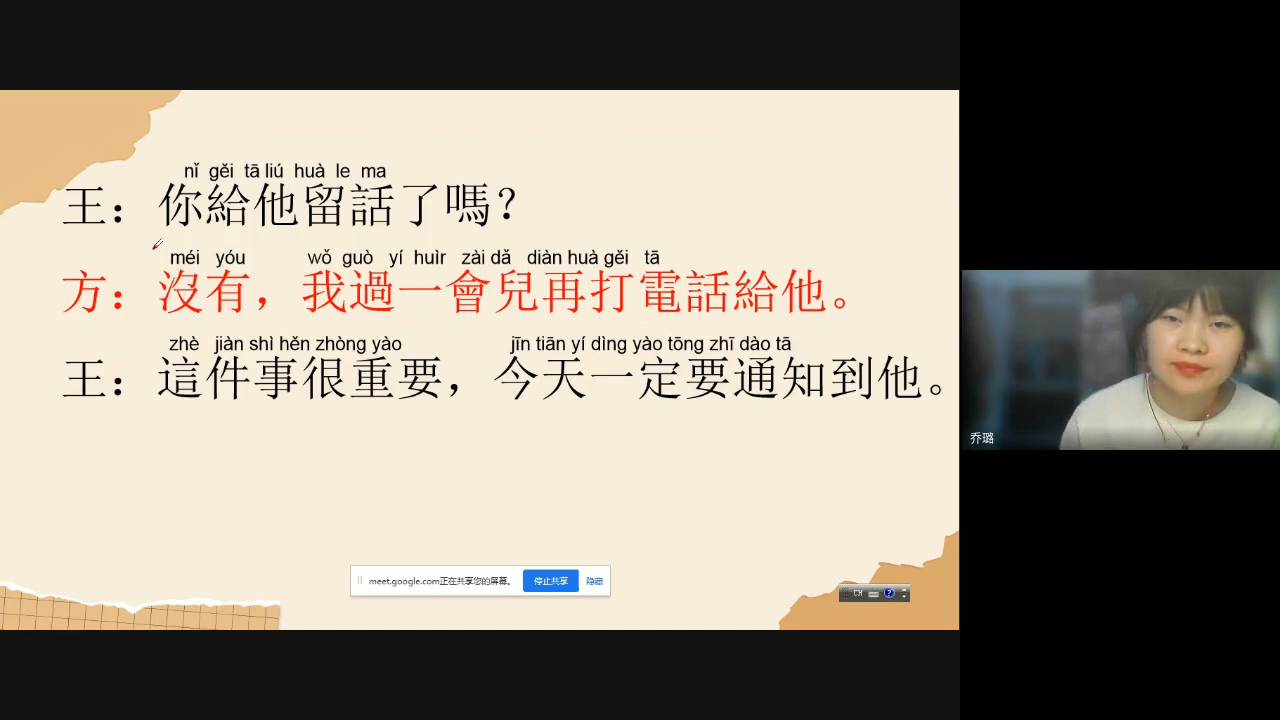 nǐ gěi tā liú huà le ma
王：你給他留話了嗎？
méi yóu wǒ guò yí huìr zài dǎ diàn huà gěi tā
方：沒有，我過一會兒再打電話給他。
zhè jiàn shì hěn zhòng yào jīn tiān yí dìng yào tōng zhī dào tā
王：這件事很重要，今天一定要通知到他。
乔璐
meet.google.com正在共享您的屏幕。 停止共享 隐藏
CH